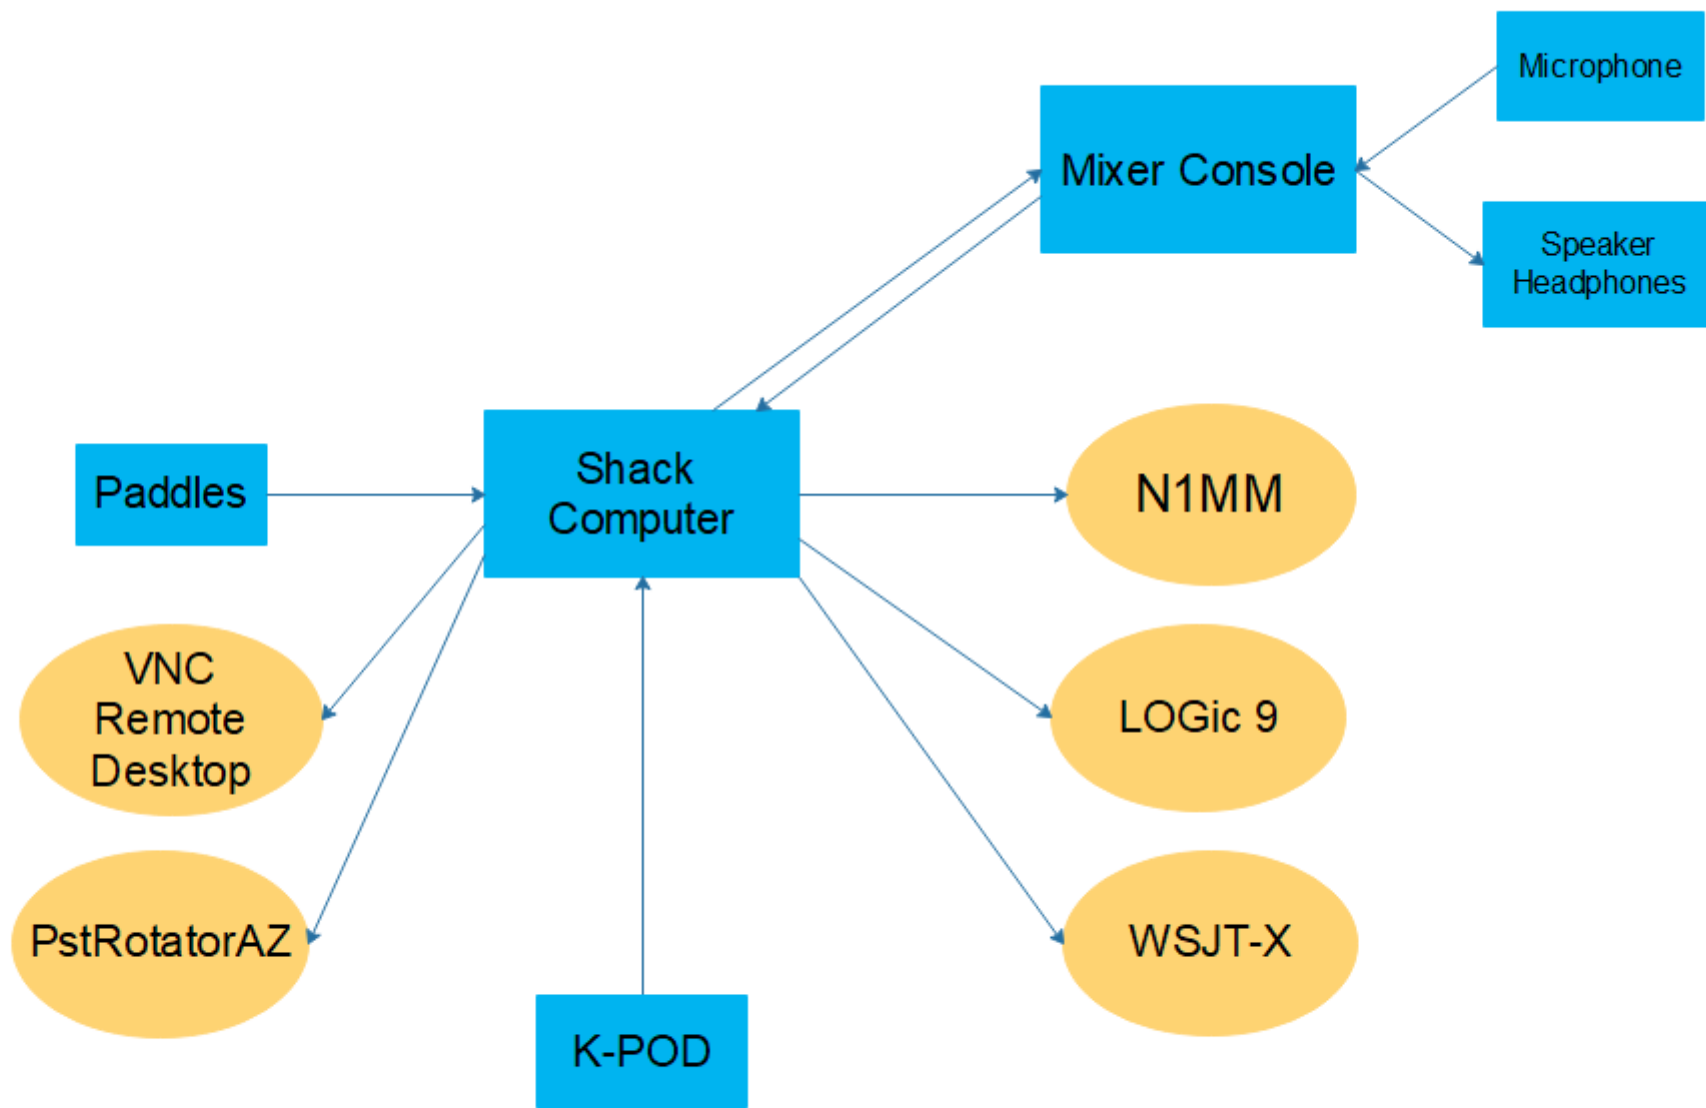 Microphone
Mixer Console
Speaker
Headphones
Shack
Computer
Paddles
N1MM
VNC
Remote
Desktop
LOGic 9
PstRotatorAZ
WSJT-X
K-POD